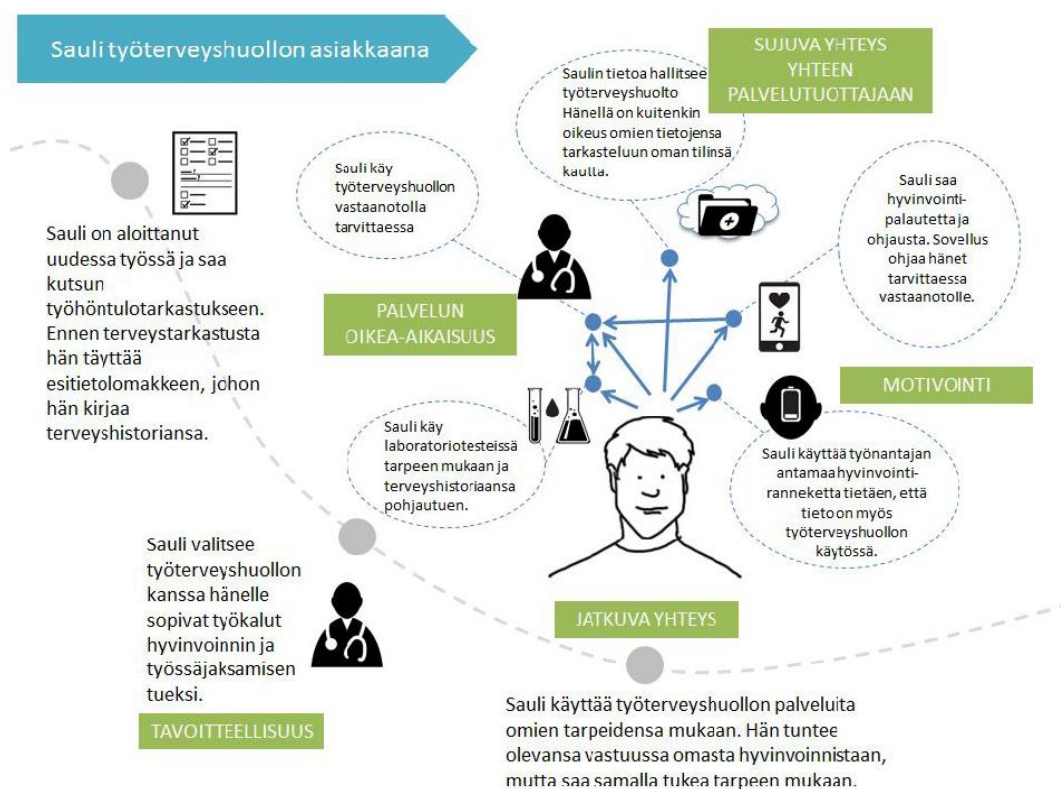 Sauli työterveyshuollon asiakkaana
SUJUVA YHTEYS
YHTEEN
PALVELUTUOTTAJAAN
Saulin tietoa hallitsee
työterveyshuolto
Hänellä on kuitenkin
oikeus omien tietojensa
tarkasteluun oman tilinsä
kautta.
Sauli käy
työterveyshuollon
vastaanotolla
tarvittaessa
Sauli saa
hyvinvointi-
palautetta ja
ohjausta. Sovellus
ohjaa hänet
tarvittaessa
vastaanotolle.
Sauli on aloittanut
uudessa työssä ja saa
kutsun
työhöntulotarkastukseen.
Ennen terveystarkastusta
hän täyttää
esitietolomakkeen, johon
hän kirjaa
terveyshistoriansa.
PALVELUN
OIKEA-AIKAISUUS
MOTIVOINTI
Sauli käy
laboratoriotesteissä
tarpeen mukaan ja
terveyshistoriaansa
pohjautuen.
Sauli käyttää työnantajan
antamaa hyvinvointi-
ranneketta tietäen, että
tieto on myös
työterveyshuollon
käytössä.
Sauli valitsee
työterveyshuollon
kanssa hänelle
sopivat työkalut
hyvinvoinnin ja
työssäjaksamisen
tueksi.
TAVOITTEELLISUUS
JATKUVA YHTEYS
Sauli käyttää työterveyshuollon palveluita
omien tarpeidensa mukaan. Hän tuntee
olevansa vastuussa omasta hyvinvoinnistaan,
mutta saa samalla tukea tarpeen mukaan.